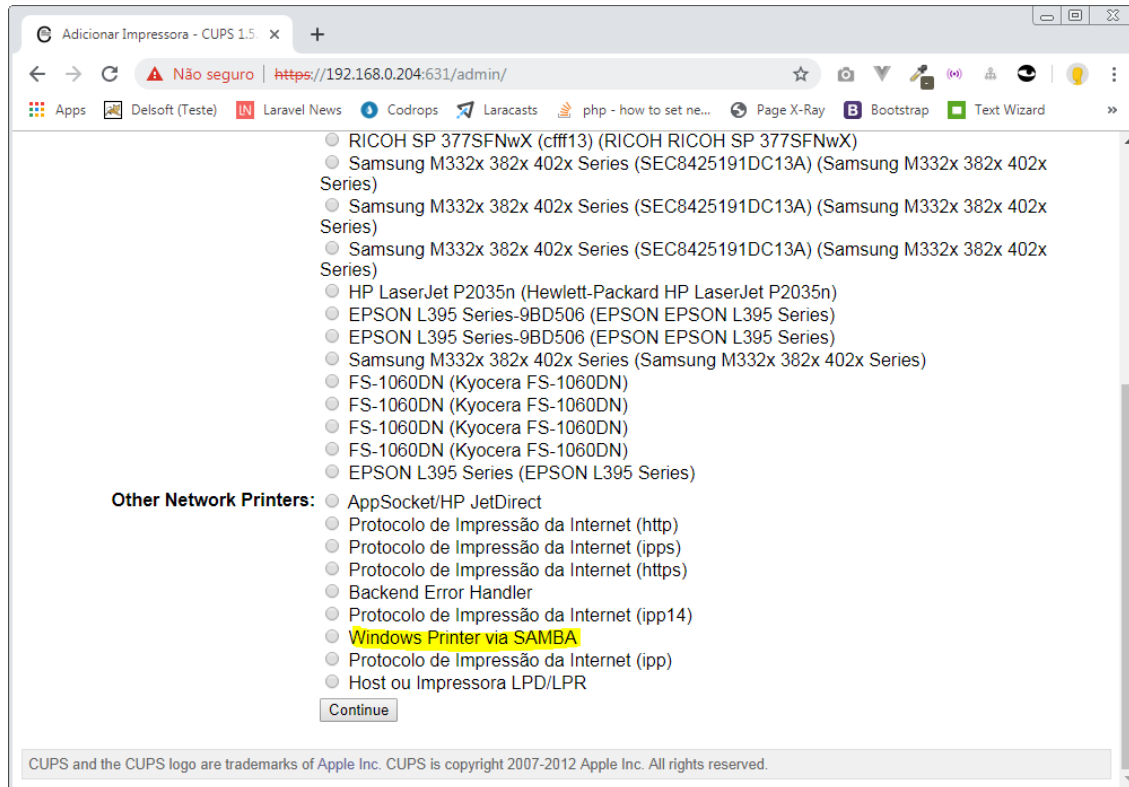 Adicionar Impressora - CUPS 1.5.
Não seguro | https://192.168.0.204:631/admin/
Apps Delsoft (Teste) Laravel News Codrops Laracasts php - how to set ne... Page X-Ray Bootstrap Text Wizard »
RICOH SP 377SFNwX (cfff13) (RICOH RICOH SP 377SFNwX)
Samsung M332x 382x 402x Series (SEC8425191DC13A) (Samsung M332x 382x 402x
Series)
Samsung M332x 382x 402x Series (SEC8425191DC13A) (Samsung M332x 382x 402x
Series)
Samsung M332x 382x 402x Series (SEC8425191DC13A) (Samsung M332x 382x 402x
Series)
HP LaserJet P2035n (Hewlett-Packard HP LaserJet P2035n)
EPSON L395 Series-9BD506 (EPSON EPSON L395 Series)
EPSON L395 Series-9BD506 (EPSON EPSON L395 Series)
Samsung M332x 382x 402x Series (Samsung M332x 382x 402x Series)
FS-1060DN (Kyocera FS-1060DN)
FS-1060DN (Kyocera FS-1060DN)
FS-1060DN (Kyocera FS-1060DN)
FS-1060DN (Kyocera FS-1060DN)
EPSON L395 Series (EPSON L395 Series)
Other Network Printers: AppSocket/HP JetDirect
Protocolo de Impressão da Internet (http)
Protocolo de Impressão da Internet (ipps)
Protocolo de Impressão da Internet (https)
Backend Error Handler
Protocolo de Impressão da Internet (ipp14)
Windows Printer via SAMBA
Protocolo de Impressão da Internet (ipp)
Host ou Impressora LPD/LPR
Continue
CUPS and the CUPS logo are trademarks of Apple Inc. CUPS is copyright 2007-2012 Apple Inc. All rights reserved.